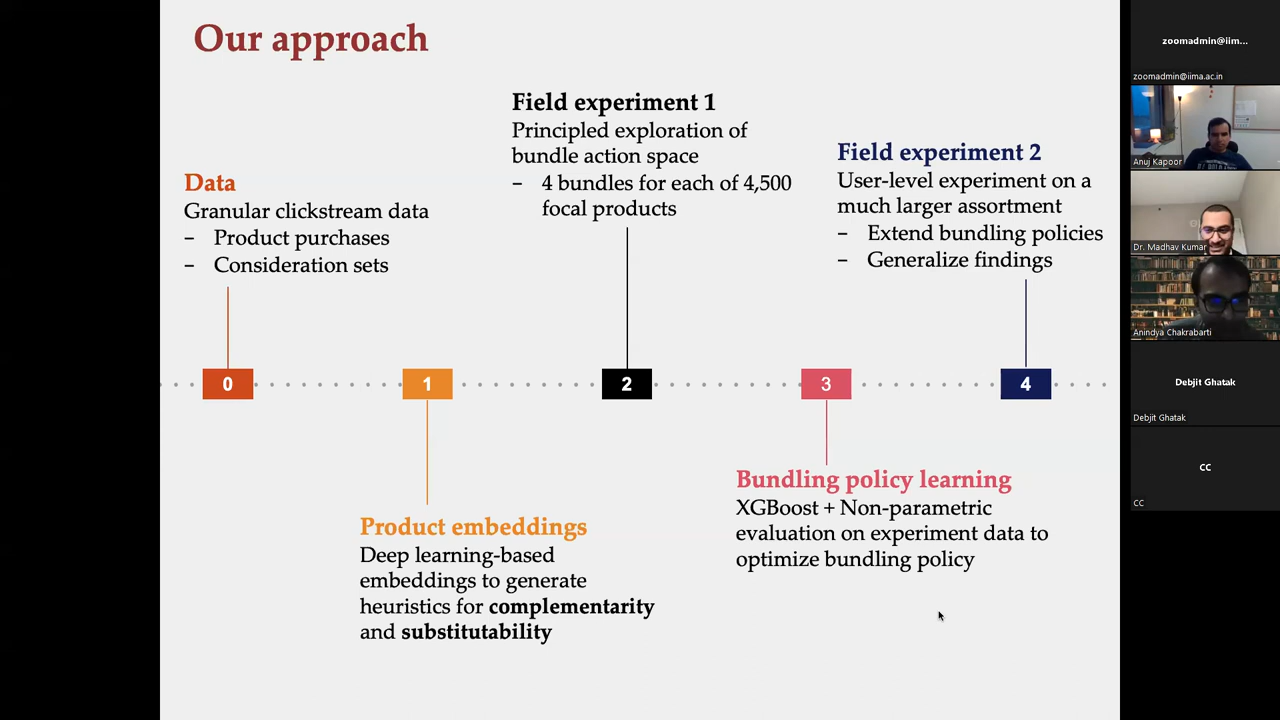 Our approach
Data
Granular clickstream data
– Product purchases
– Consideration sets
Field experiment 1
Principled exploration of
bundle action space
– 4 bundles for each of 4,500
focal products
Field experiment 2
User-level experiment on a
much larger assortment
– Extend bundling policies
– Generalize findings
0
1
2
3
4
Product embeddings
Deep learning-based
embeddings to generate
heuristics for complementarity
and substitutability
Bundling policy learning
XGBoost + Non-parametric
evaluation on experiment data to
optimize bundling policy
zoomadmin@iim...
zoomadmin@iima.ac.in
Anuj Kapoor
Dr. Madhav Kumar
Anindya Chakrabarti
Debjit Ghatak
Debjit Ghatak
CC
CC